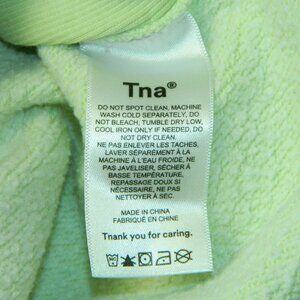 Tna®
DO NOT SPOT CLEAN, MACHINE
WASH COLD SEPARATELY, DO
NOT BLEACH, TUMBLE DRY LOW,
COOL IRON ONLY IF NEEDED, DO
NOT DRY CLEAN.
NE PAS ENLEVER LES TACHES,
LAVER SÉPARÉMENT À LA
MACHINE À L'EAU FROIDE, NE
PAS JAVELISER, SÉCHER À
BASSE TEMPÉRATURE,
REPASSAGE DOUX SI
NÉCESSAIRE, NE PAS
NETTOYER À SEC.
MADE IN CHINA
FABRIQUÉ EN CHINE
Tnank you for caring.